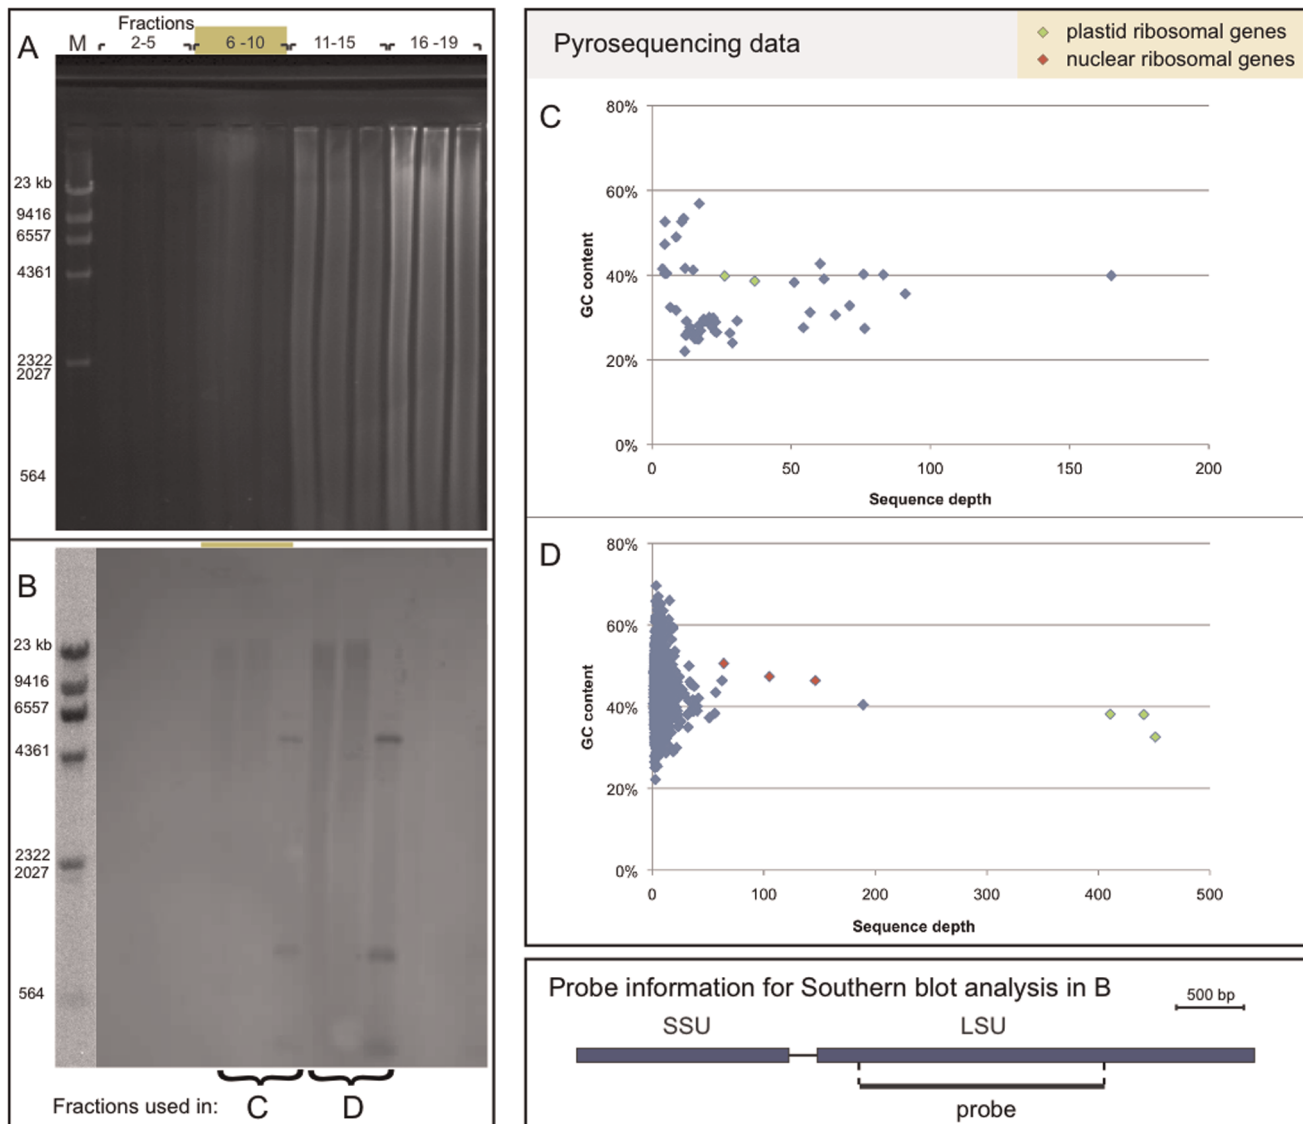 A
Fractions
M 2-5 6 -10 11-15 16 -19
23 kb
9416
6557
4361
2322
2027
564
B
23 kb
9416
6557
4361
2322
2027
564
Fractions used in: C D
Pyrosequencing data
plastid ribosomal genes
nuclear ribosomal genes
C
80%
60%
40%
20%
0%
GC content
0 50 100 150 200
Sequence depth
D
80%
60%
40%
20%
0%
GC content
0 100 200 300 400 500
Sequence depth
Probe information for Southern blot analysis in B
500 bp
SSU LSU
probe